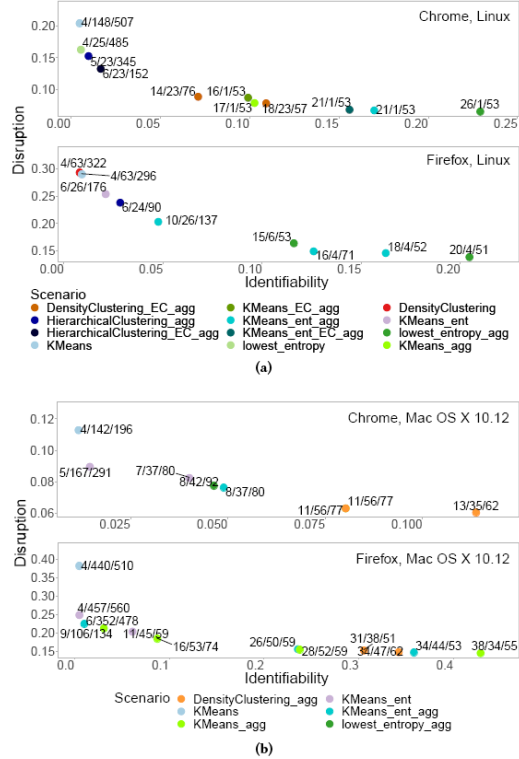 Chrome, Linux
Disruption
0.20
0.15
0.10
0.05
4/148/507
4/25/485
5/23/345
6/23/152
14/23/76
16/1/53
17/1/53
18/23/57
21/1/53
21/1/53
26/1/53
0.00 0.05 0.10 0.15 0.20
Firefox, Linux
0.30
0.25
0.20
0.15
4/63/322
4/63/296
6/26/176
6/24/90
10/26/137
15/6/53
16/4/71
18/4/52
20/4/51
0.00 0.05 0.10 0.15 0.20
Identifiability
Scenario
DensityClustering_EC_agg KMeans_EC_agg DensityClustering
HierarchicalClustering_agg KMeans_ent_agg KMeans_ent
HierarchicalClustering_EC_agg KMeans_ent_EC_agg lowest_entropy_agg
KMeans lowest_entropy KMeans_agg
(a)
Chrome, Mac OS X 10.12
Disruption
0.12
0.10
0.08
0.06
4/142/196
5/167/291
7/37/80
8/42/92
8/37/80
11/56/77
11/56/77
13/35/62
0.025 0.050 0.075 0.100
Firefox, Mac OS X 10.12
0.40
0.35
0.30
0.25
0.20
0.15
4/440/510
4/457/560
6/352/478
9/106/134
11/45/59
16/53/74
26/50/59
28/52/59
31/38/51
34/47/62
34/44/53
38/34/55
0.0 0.1 0.2 0.3 0.4
Identifiability
Scenario
DensityClustering_agg KMeans_ent
KMeans KMeans_ent_agg
KMeans_agg lowest_entropy_agg
(b)